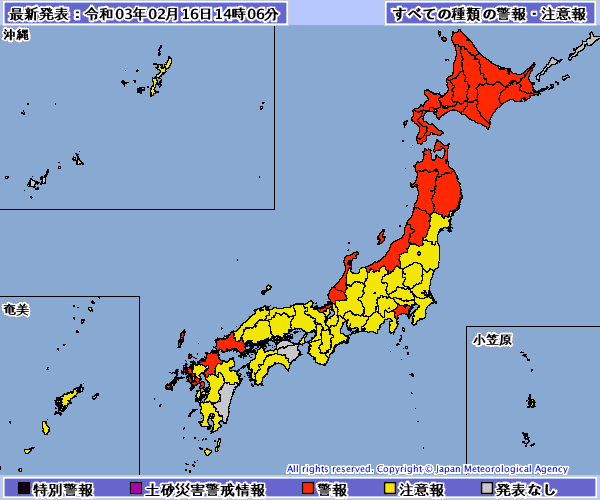 最新発表：令和03年02月16日14時06分
すべての種類の警報・注意報
沖縄
奄美
小笠原
All rights reserved. Copyright © Japan Meteorological Agency
特別警報 土砂災害警戒情報 警報 注意報 発表なし